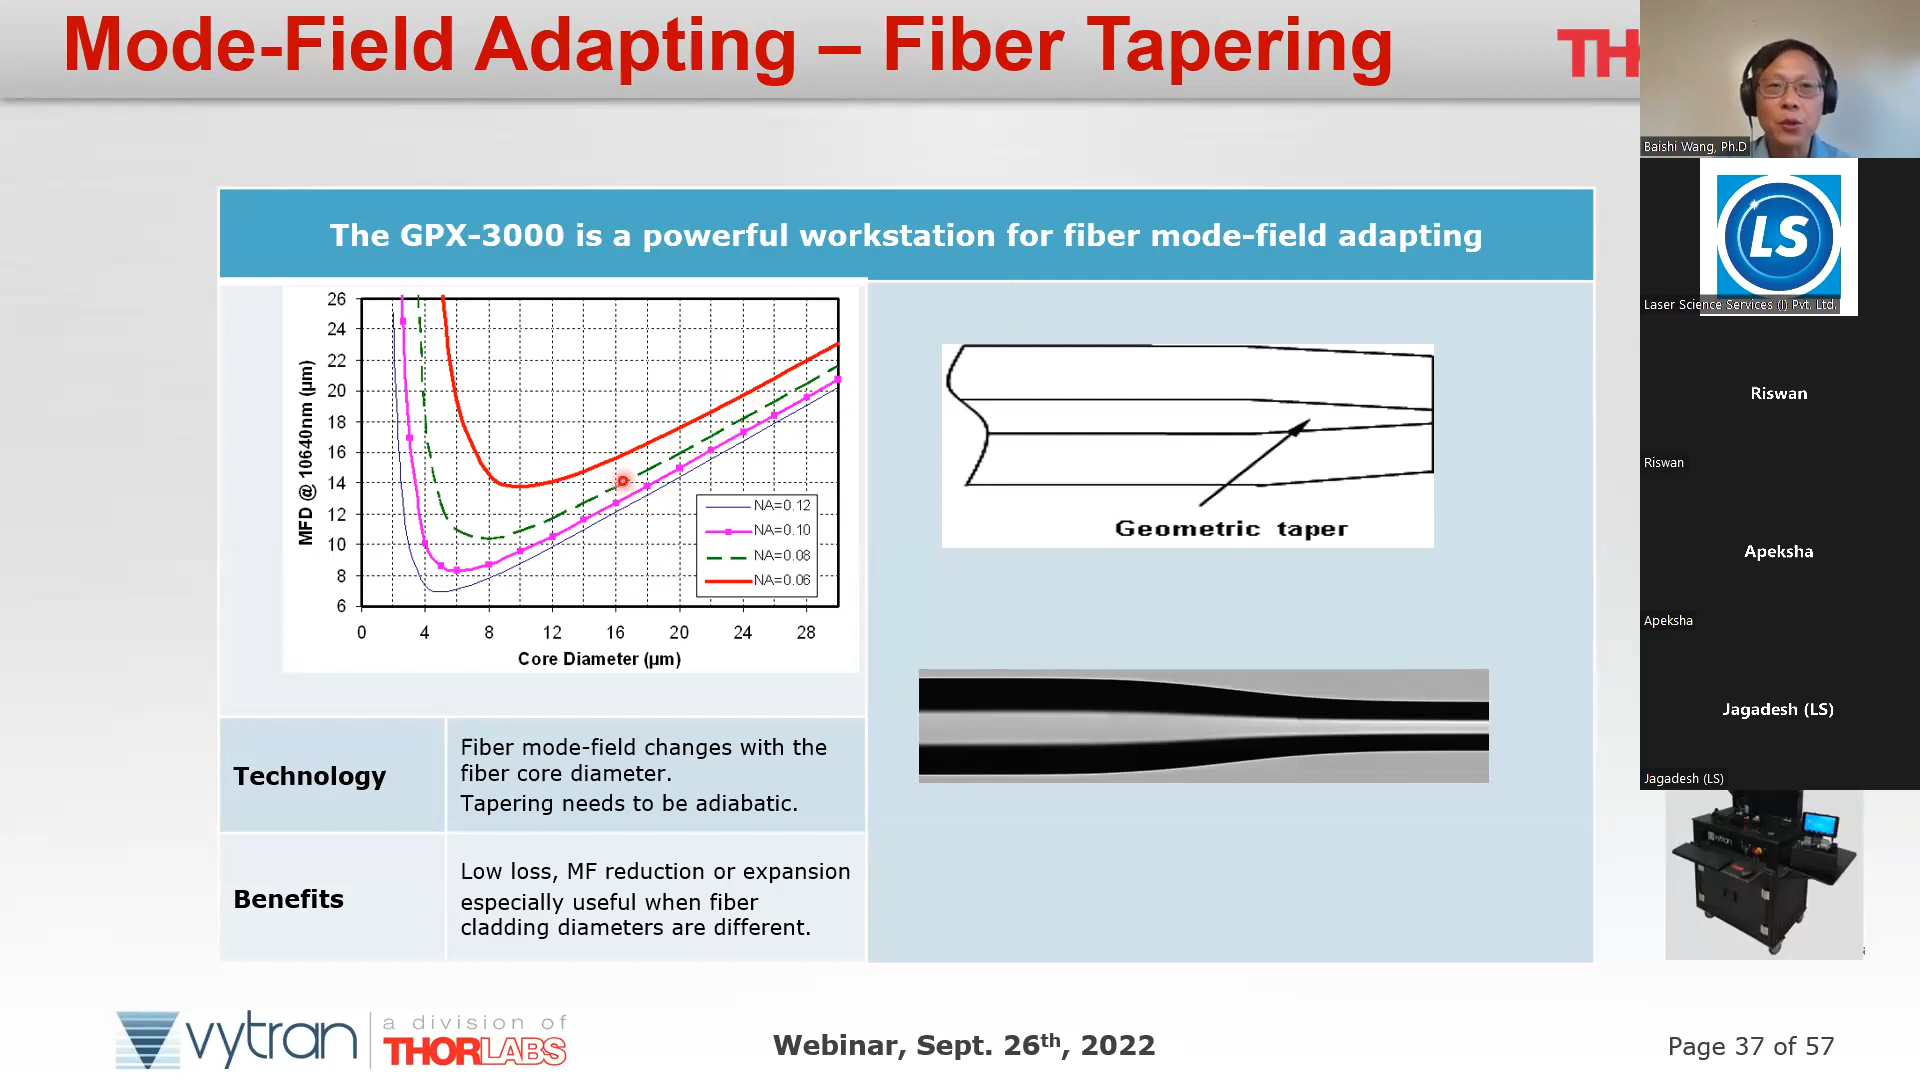 Mode-Field Adapting – Fiber Tapering
TH
Baishi Wang, Ph.D
LS
Laser Science Services (I) Pvt. Ltd.
Riswan
Riswan
Apeksha
Apeksha
Jagadesh (LS)
Jagadesh (LS)
The GPX-3000 is a powerful workstation for fiber mode-field adapting
MFD @ 10640nm (μm)
26
24
22
20
18
16
14
12
10
8
6
0 4 8 12 16 20 24 28
Core Diameter (μm)
NA=0.12
NA=0.10
NA=0.08
NA=0.06
Geometric taper
Technology
Fiber mode-field changes with the
fiber core diameter.
Tapering needs to be adiabatic.
Benefits
Low loss, MF reduction or expansion
especially useful when fiber
cladding diameters are different.
vytran
vytran
a division of
THORLABS
Webinar, Sept. 26th, 2022
Page 37 of 57